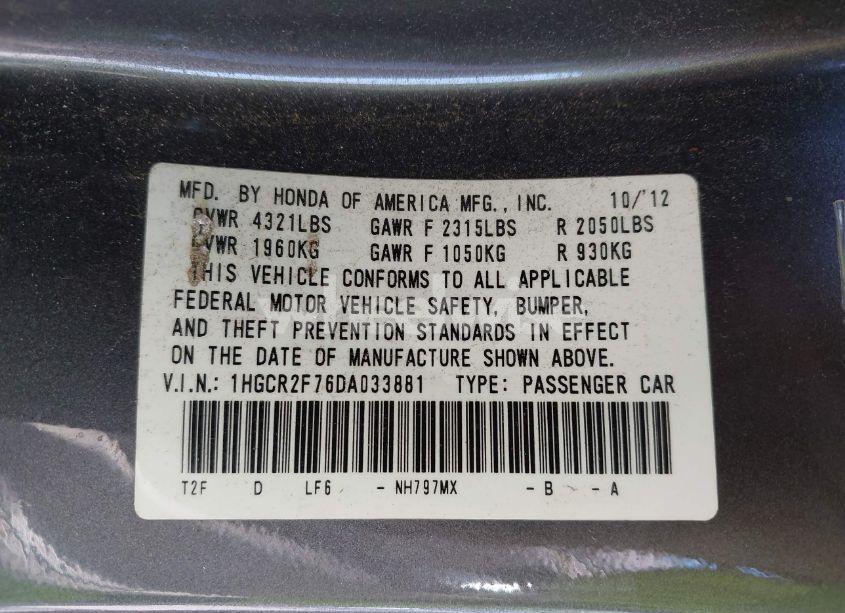 MFD. BY HONDA OF AMERICA MFG., INC. 10/'12
GVWR 4321LBS GAWR F 2315LBS R 2050LBS
GVWR 1960KG GAWR F 1050KG R 930KG
THIS VEHICLE CONFORMS TO ALL APPLICABLE
FEDERAL MOTOR VEHICLE SAFETY, BUMPER,
AND THEFT PREVENTION STANDARDS IN EFFECT
ON THE DATE OF MANUFACTURE SHOWN ABOVE.
V.I.N.: 1HGCR2F76DA033881 TYPE: PASSENGER CAR
T2F D LF6 - NH797MX - B - A